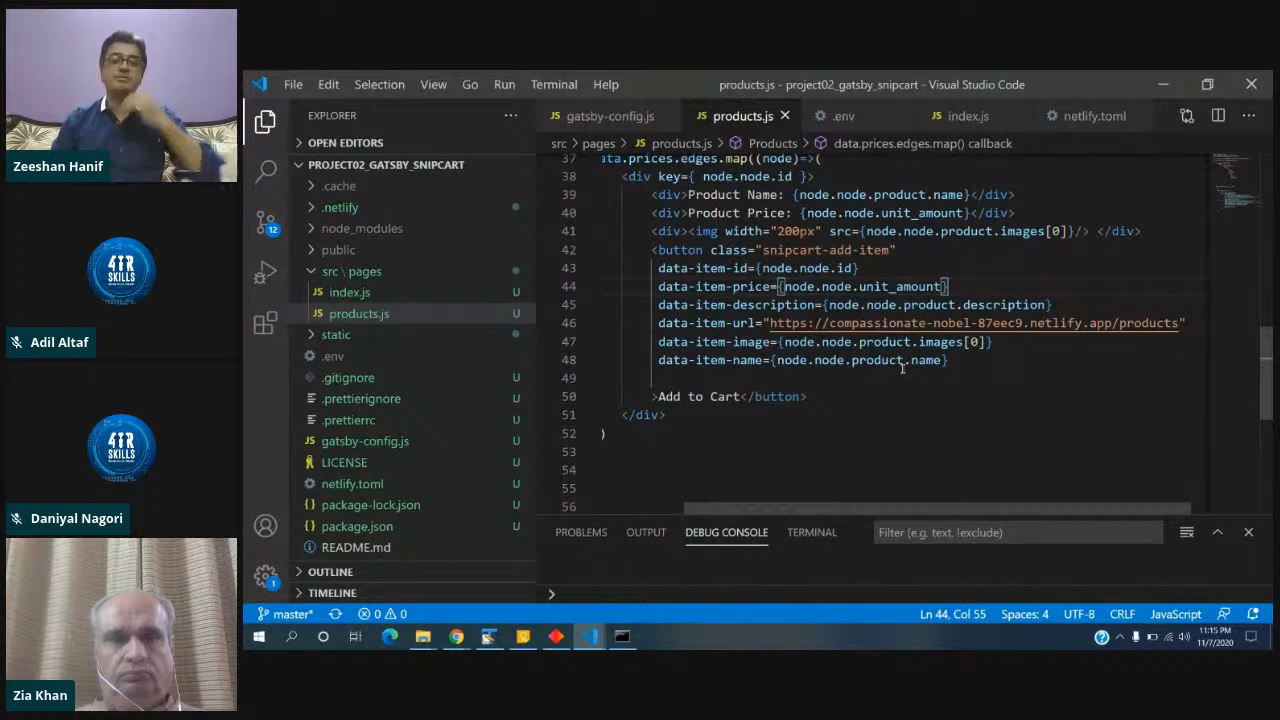 Zeeshan Hanif
4IR
SKILLS
Adil Altaf
4IR
SKILLS
Daniyal Nagori
Zia Khan
File Edit Selection View Go Run Terminal Help
products.js - project02_gatsby_snipcart - Visual Studio Code
EXPLORER
OPEN EDITORS
PROJECT02_GATSBY_SNIPCART
.cache
.netlify
node_modules
public
src \ pages
index.js U
products.js U
static
.env
.gitignore U
.prettierignore U
.prettierrc U
gatsby-config.js U
LICENSE U
netlify.toml U
package-lock.json U
package.json U
README.md
OUTLINE
TIMELINE
12
1
gatsby-config.js products.js .env index.js netlify.toml
src > pages > products.js > Products > data.prices.edges.map() callback
37 ata.prices.edges.map((node)=>(
38 <div key={ node.node.id }>
39 <div>Product Name: {node.node.product.name}</div>
40 <div>Product Price: {node.node.unit_amount}</div>
41 <div><img width="200px" src={node.node.product.images[0]}/> </div>
42 <button class="snipcart-add-item"
43 data-item-id={node.node.id}
44 data-item-price={node.node.unit_amount}
45 data-item-description={node.node.product.description}
46 data-item-url="https://compassionate-nobel-87eec9.netlify.app/products"
47 data-item-image={node.node.product.images[0]}
48 data-item-name={node.node.product.name}
49
50 >Add to Cart</button>
51 </div>
52 )
53
54
55
56
PROBLEMS OUTPUT DEBUG CONSOLE TERMINAL Filter (e.g. text, !exclude)
master* 0 0 Ln 44, Col 55 Spaces: 4 UTF-8 CRLF JavaScript
11:15 PM
11/7/2020